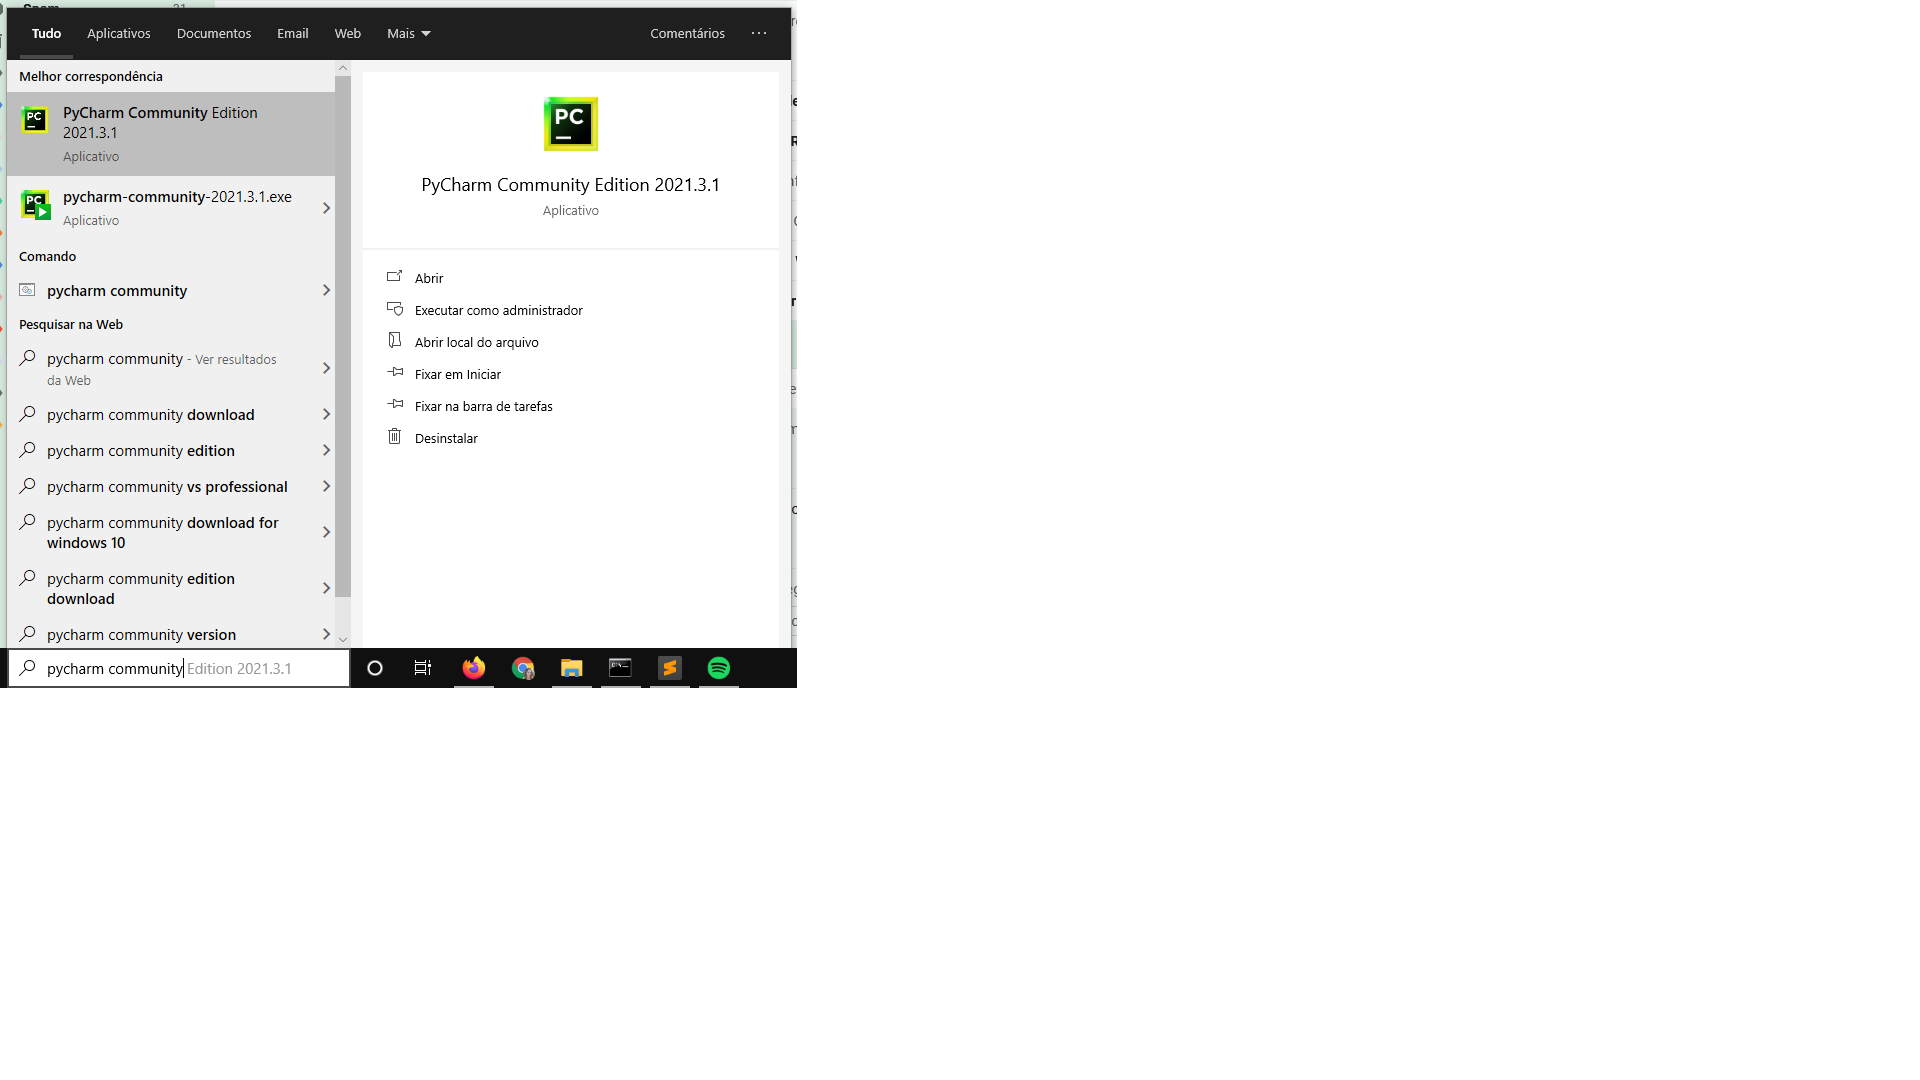 Tudo
Aplicativos
Documentos
Email
Web
Mais
Comentários
Melhor correspondência
PyCharm Community Edition
2021.3.1
Aplicativo
pycharm-community-2021.3.1.exe
Aplicativo
Comando
pycharm community
Pesquisar na Web
pycharm community - Ver resultados
da Web
pycharm community download
pycharm community edition
pycharm community vs professional
pycharm community download for
windows 10
pycharm community edition
download
pycharm community version
PC
PyCharm Community Edition 2021.3.1
Aplicativo
Abrir
Executar como administrador
Abrir local do arquivo
Fixar em Iniciar
Fixar na barra de tarefas
Desinstalar
pycharm community Edition 2021.3.1